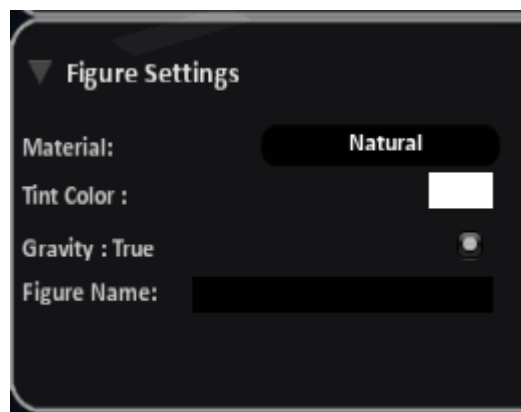 Figure Settings
Material: Natural
Tint Color :
Gravity : True
Figure Name: